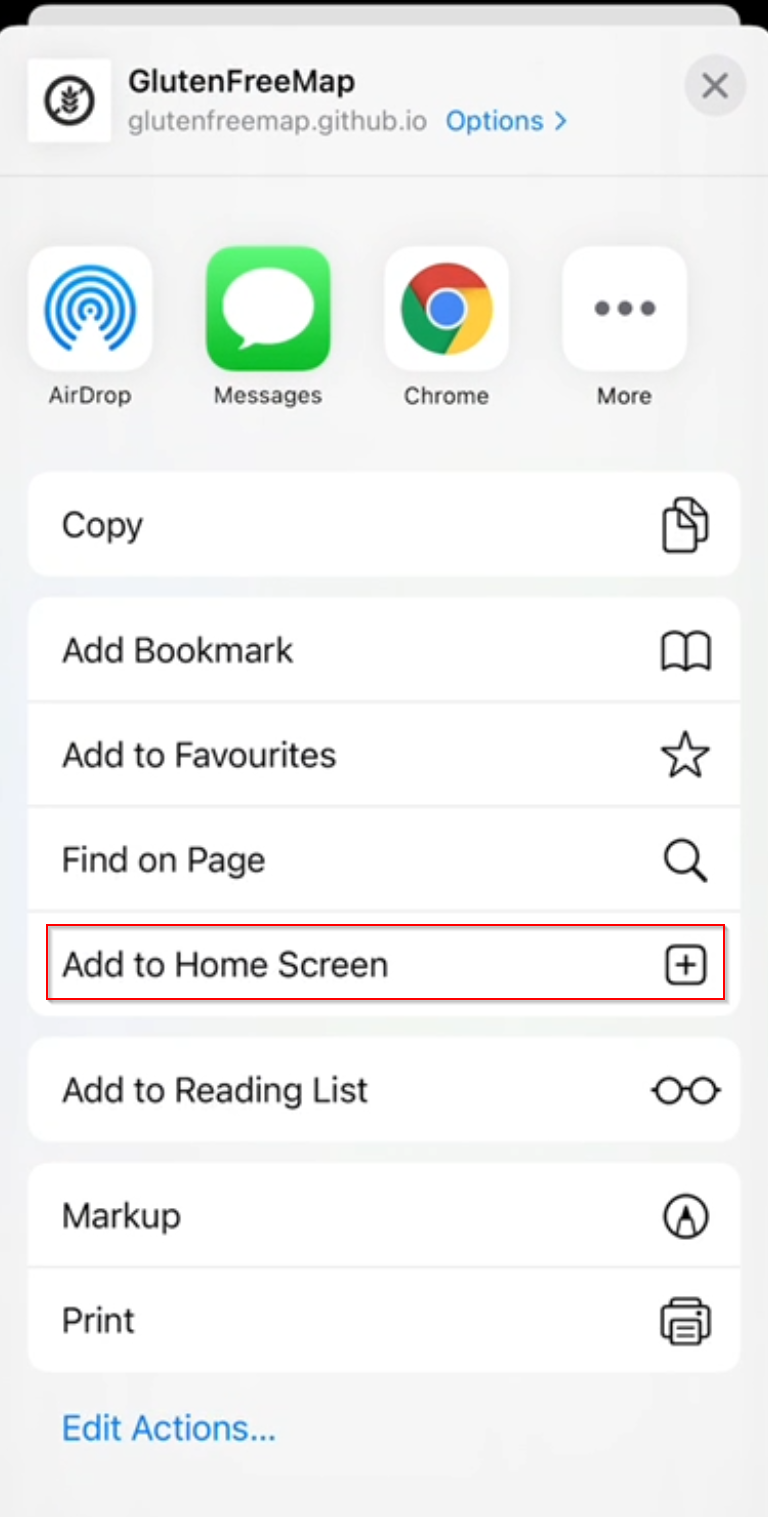 GlutenFreeMap
glutenfreemap.github.io Options >
AirDrop Messages Chrome More
Copy
Add Bookmark
Add to Favourites
Find on Page
Add to Home Screen
Add to Reading List
Markup
Print
Edit Actions...